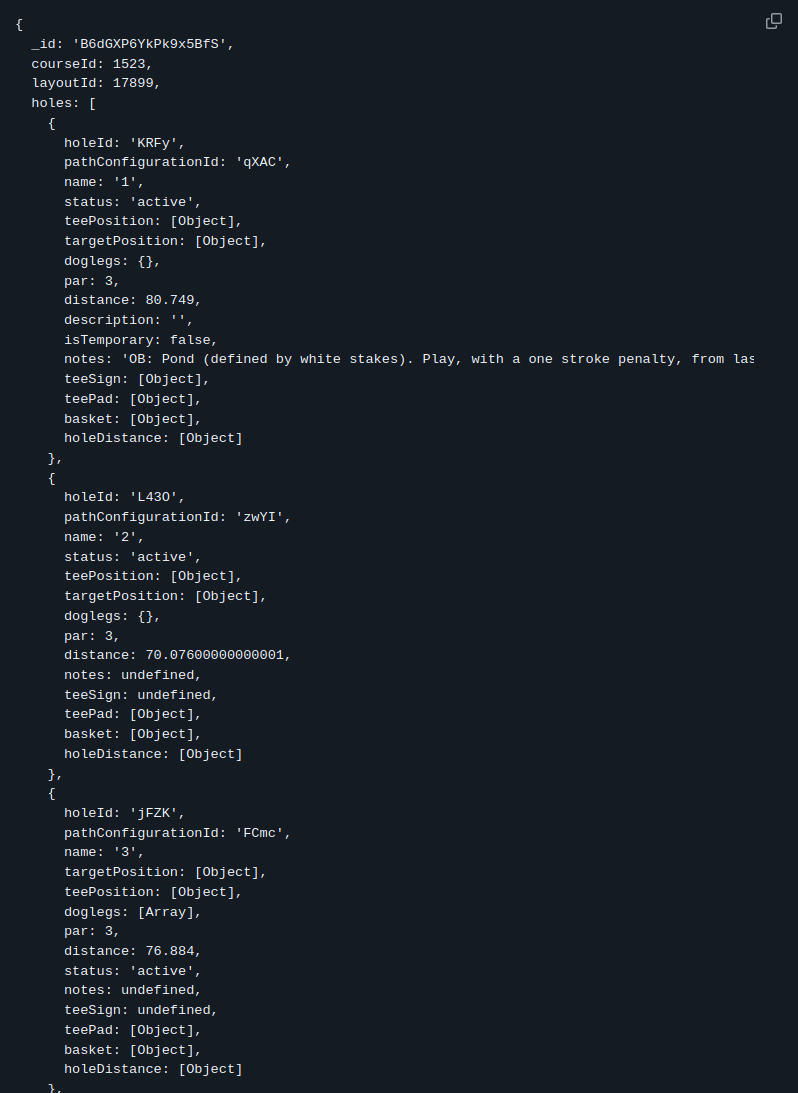 {
  _id: 'B6dGXP6YkPk9x5BfS',
  courseId: 1523,
  layoutId: 17899,
  holes: [
    {
      holeId: 'KRFy',
      pathConfigurationId: 'qXAC',
      name: '1',
      status: 'active',
      teePosition: [Object],
      targetPosition: [Object],
      doglegs: {},
      par: 3,
      distance: 80.749,
      description: '',
      isTemporary: false,
      notes: 'OB: Pond (defined by white stakes). Play, with a one stroke penalty, from las
      teeSign: [Object],
      teePad: [Object],
      basket: [Object],
      holeDistance: [Object]
    },
    {
      holeId: 'L43O',
      pathConfigurationId: 'zwYI',
      name: '2',
      status: 'active',
      teePosition: [Object],
      targetPosition: [Object],
      doglegs: {},
      par: 3,
      distance: 70.07600000000001,
      notes: undefined,
      teeSign: undefined,
      teePad: [Object],
      basket: [Object],
      holeDistance: [Object]
    },
    {
      holeId: 'jFZK',
      pathConfigurationId: 'FCmc',
      name: '3',
      targetPosition: [Object],
      teePosition: [Object],
      doglegs: [Array],
      par: 3,
      distance: 76.884,
      status: 'active',
      notes: undefined,
      teeSign: undefined,
      teePad: [Object],
      basket: [Object],
      holeDistance: [Object]
    },